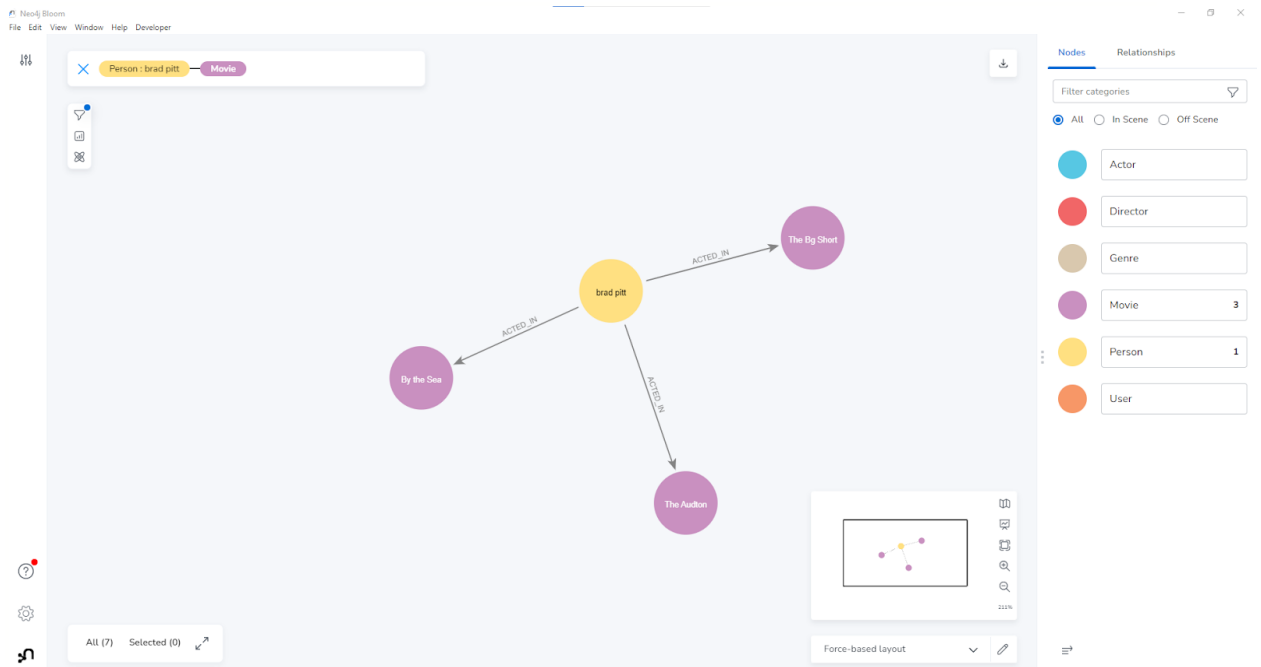 Neo4j Bloom
File Edit View Window Help Developer
Person : brad pitt Movie
Nodes Relationships
Filter categories
All In Scene Off Scene
Actor
Director
Genre
Movie 3
Person 1
User
The Bg Short
ACTED_IN
brad pitt
ACTED_IN
By the Sea
ACTED_IN
The Audton
211%
All (7) Selected (0)
Force-based layout